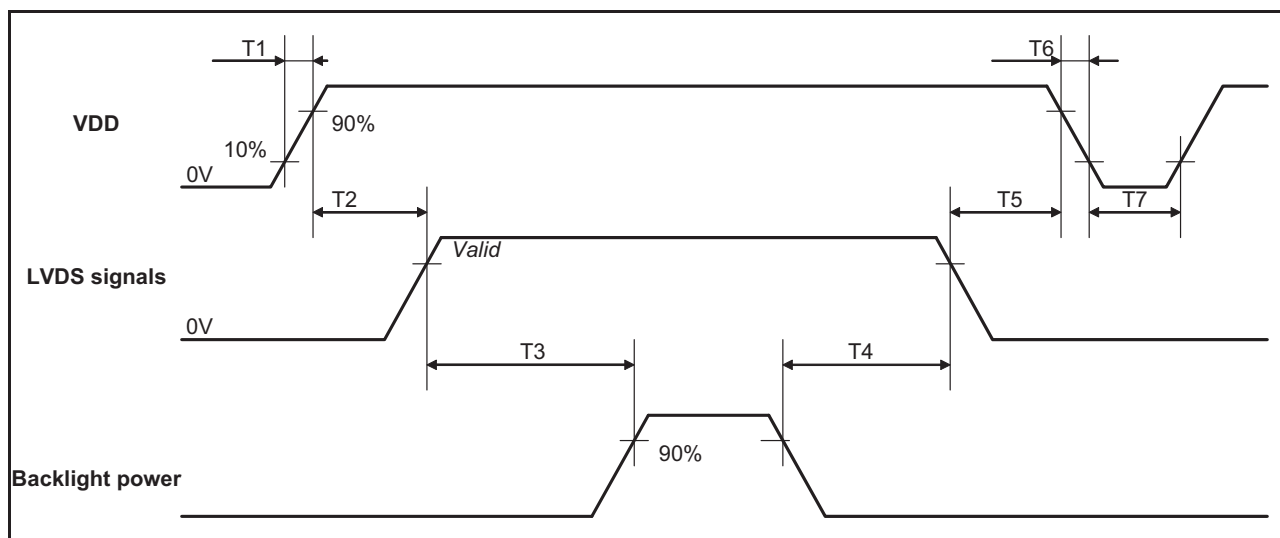 T1
T6
VDD
90%
10%
0V
T2
T5
T7
Valid
LVDS signals
0V
T3
T4
90%
Backlight power